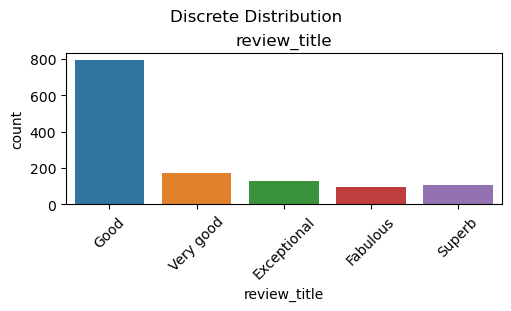 Discrete Distribution
review_title
800
600
400
200
0
count
Good
Very good
Exceptional
Fabulous
Superb
review_title